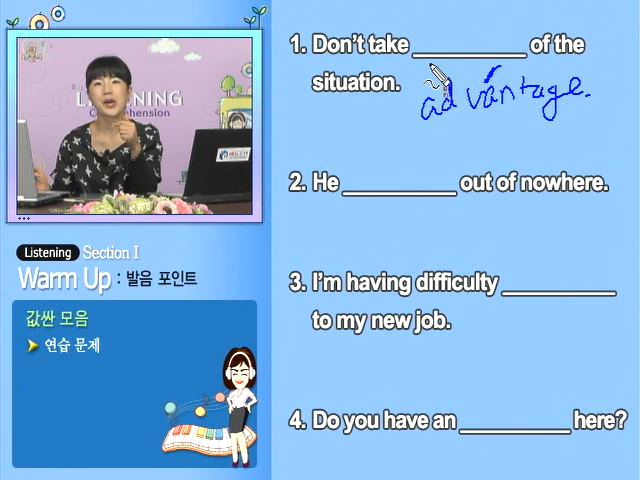 LISTENING
Comprehension
Listening Section I
Warm Up : 발음 포인트
값싼 모음
연습 문제
1. Don't take __________ of the
situation.
advantage.
2. He __________ out of nowhere.
3. I'm having difficulty __________
to my new job.
4. Do you have an __________ here?